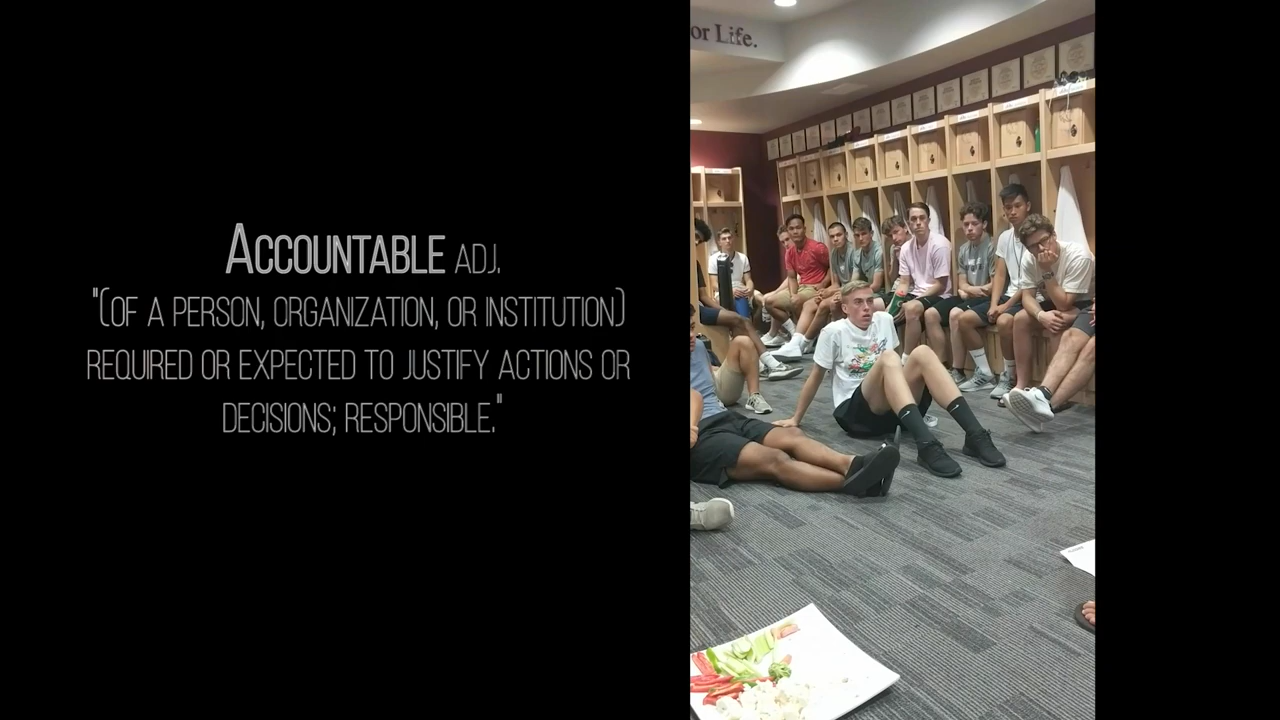 Accountable adj.
"(of a person, organization, or institution)
required or expected to justify actions or
decisions; responsible."
or Life.